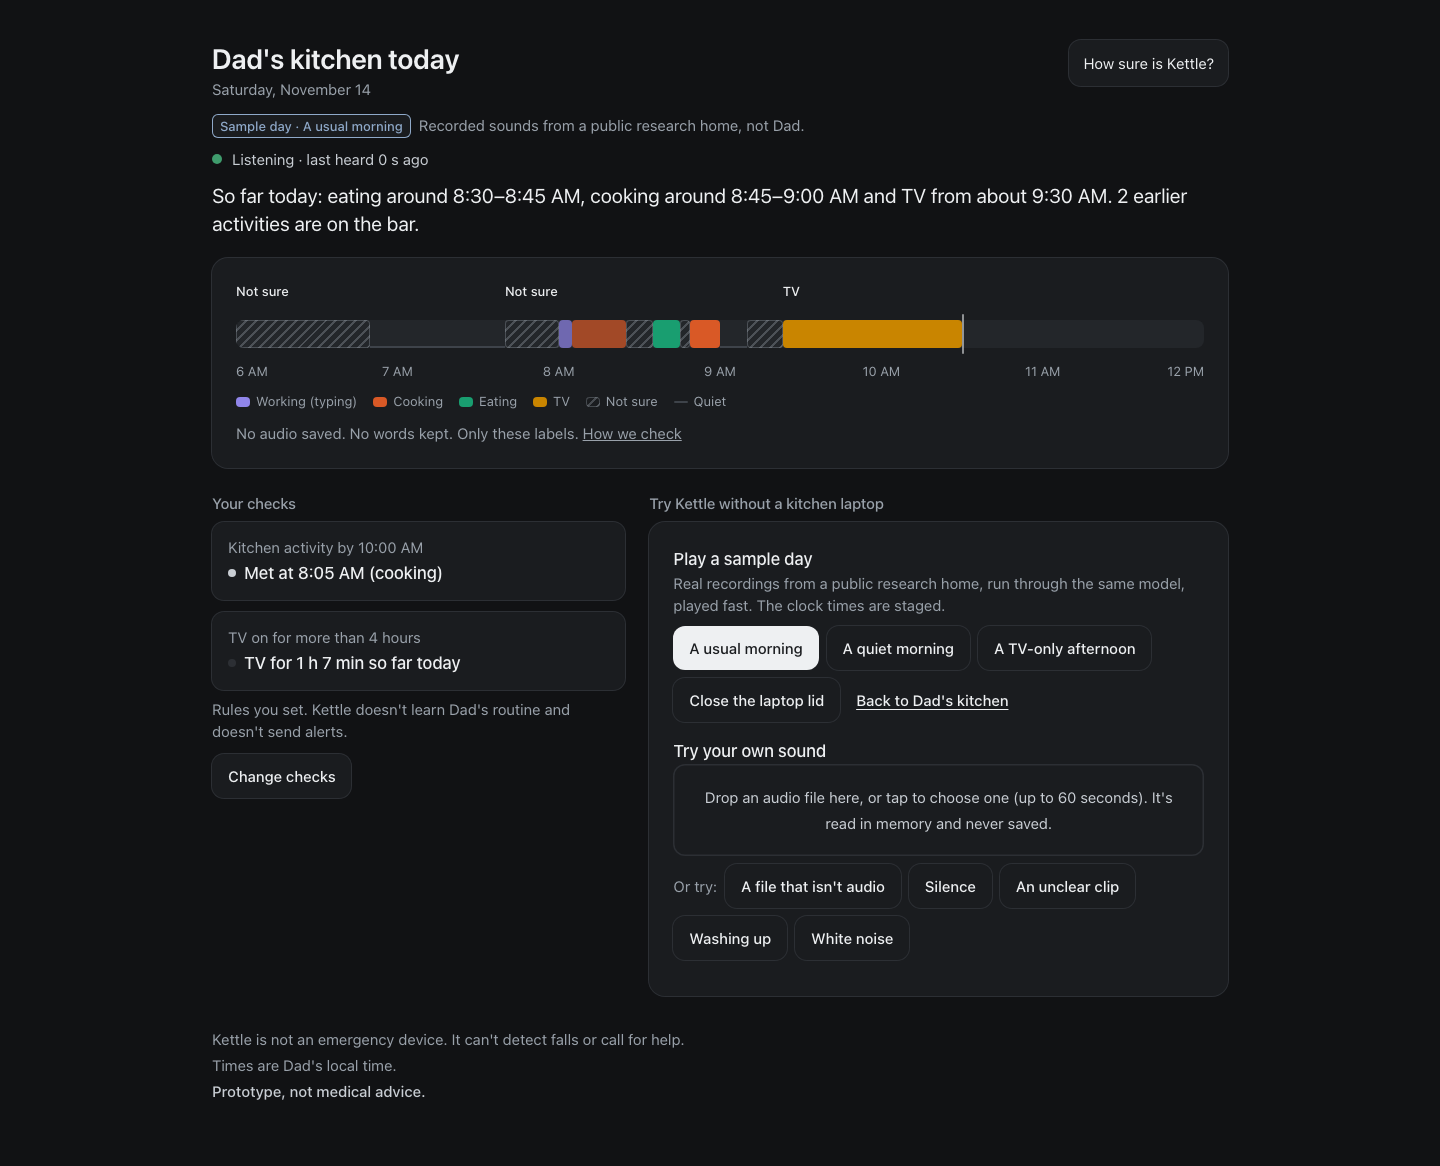 Dad's kitchen today
How sure is Kettle?
Saturday, November 14
Sample day · A usual morning Recorded sounds from a public research home, not Dad.
Listening · last heard 0 s ago
So far today: eating around 8:30–8:45 AM, cooking around 8:45–9:00 AM and TV from about 9:30 AM. 2 earlier
activities are on the bar.
Not sure Not sure TV
6 AM 7 AM 8 AM 9 AM 10 AM 11 AM 12 PM
Working (typing) Cooking Eating TV Not sure Quiet
No audio saved. No words kept. Only these labels. How we check
Your checks
Kitchen activity by 10:00 AM
Met at 8:05 AM (cooking)
TV on for more than 4 hours
TV for 1 h 7 min so far today
Rules you set. Kettle doesn't learn Dad's routine and
doesn't send alerts.
Change checks
Try Kettle without a kitchen laptop
Play a sample day
Real recordings from a public research home, run through the same model,
played fast. The clock times are staged.
A usual morning A quiet morning A TV-only afternoon
Close the laptop lid Back to Dad's kitchen
Try your own sound
Drop an audio file here, or tap to choose one (up to 60 seconds). It's
read in memory and never saved.
Or try: A file that isn't audio Silence An unclear clip
Washing up White noise
Kettle is not an emergency device. It can't detect falls or call for help.
Times are Dad's local time.
Prototype, not medical advice.